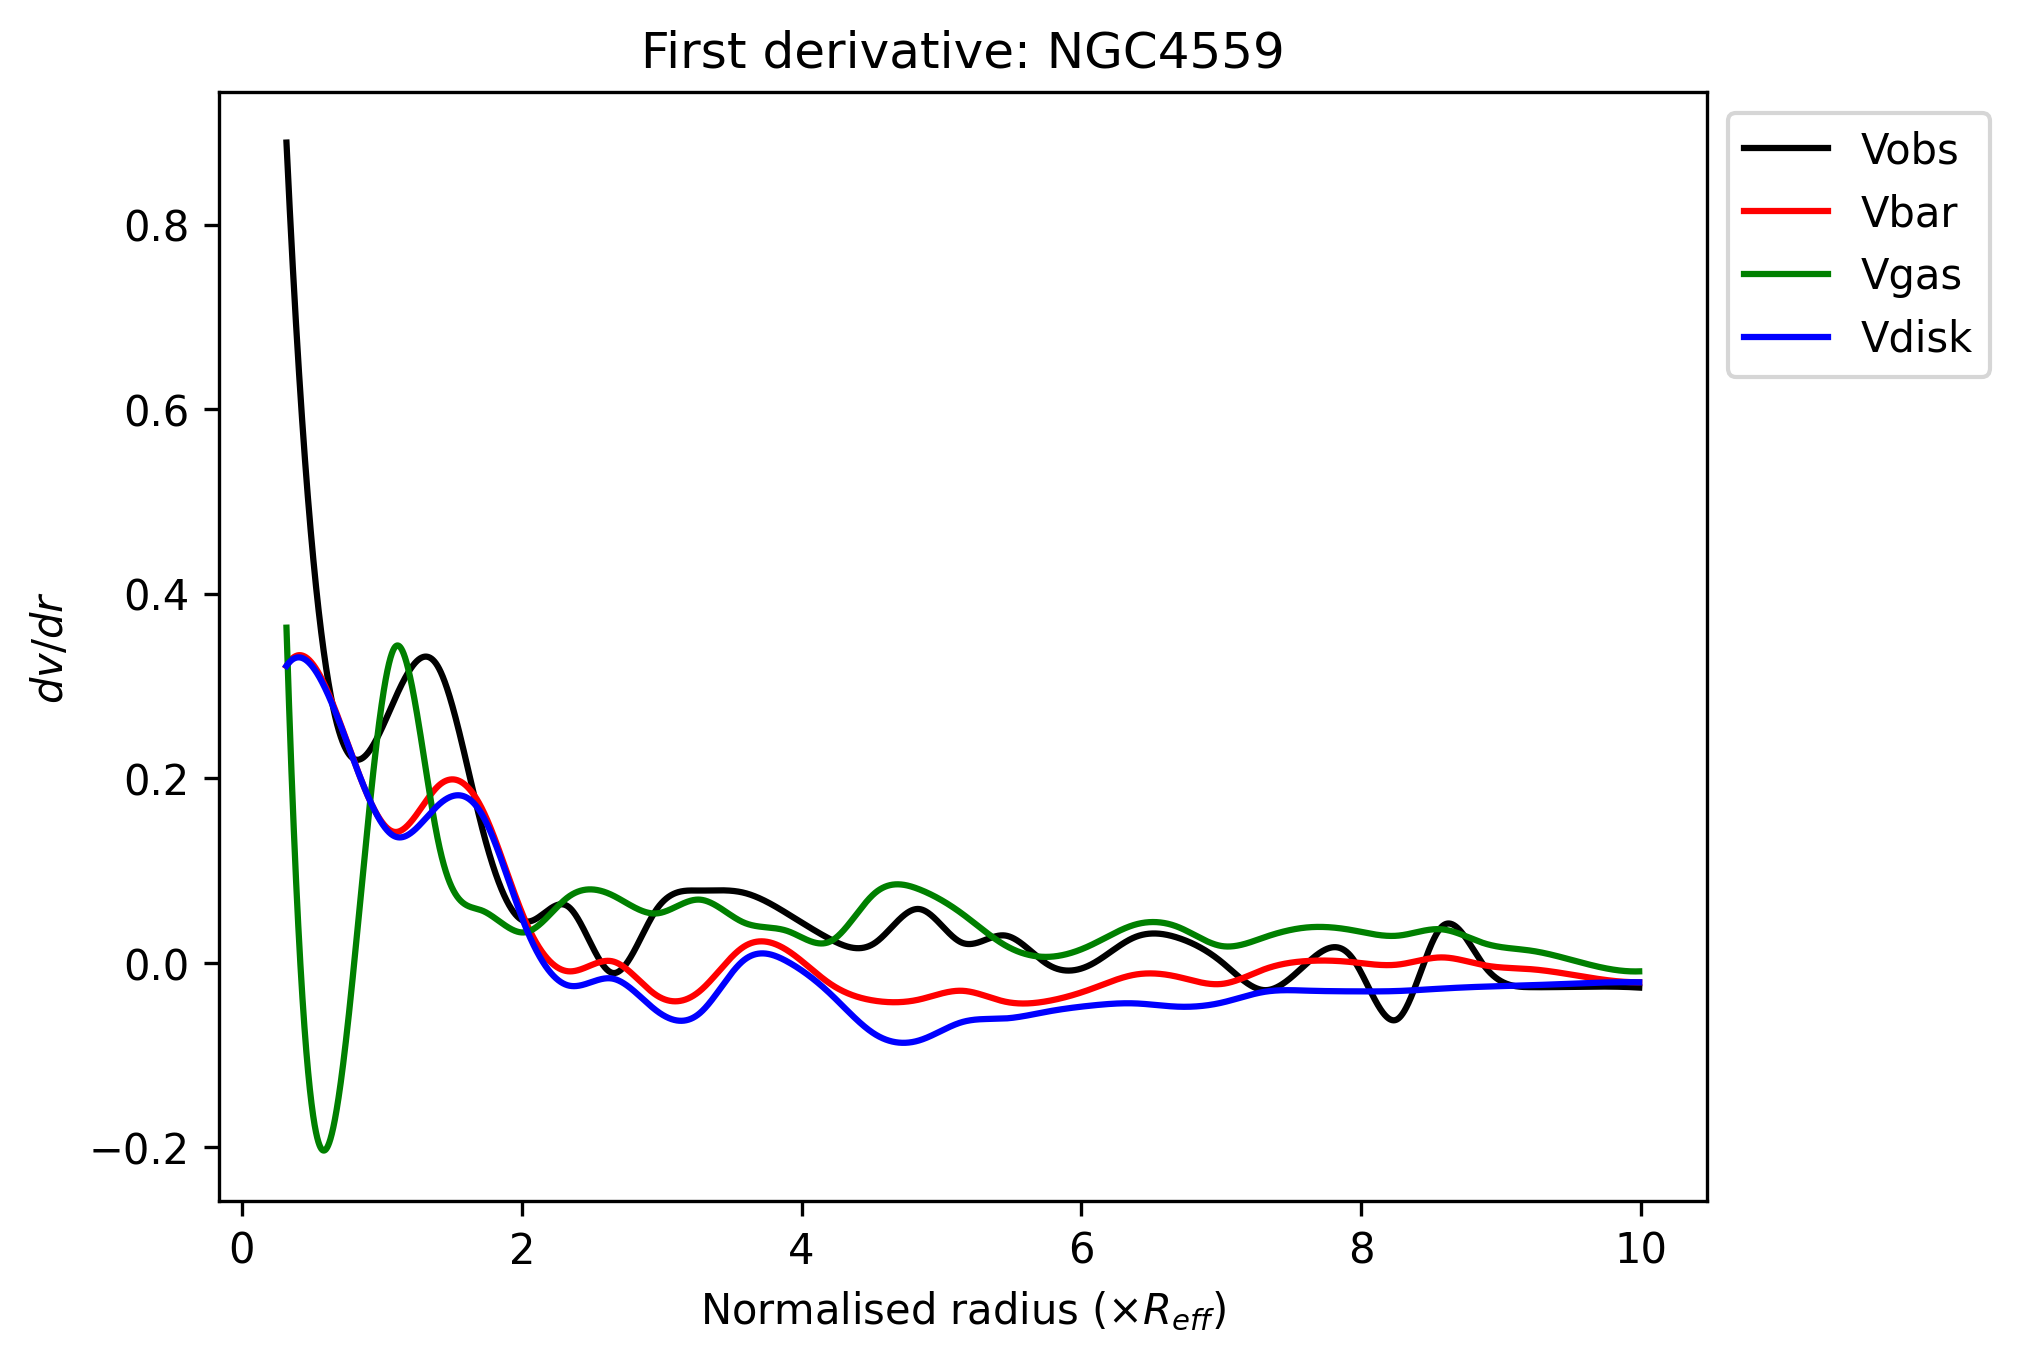 First derivative: NGC4559
Vobs
Vbar
Vgas
Vdisk
0.8
0.6
0.4
0.2
0.0
−0.2
dv/dr
0 2 4 6 8 10
Normalised radius (×R_eff)